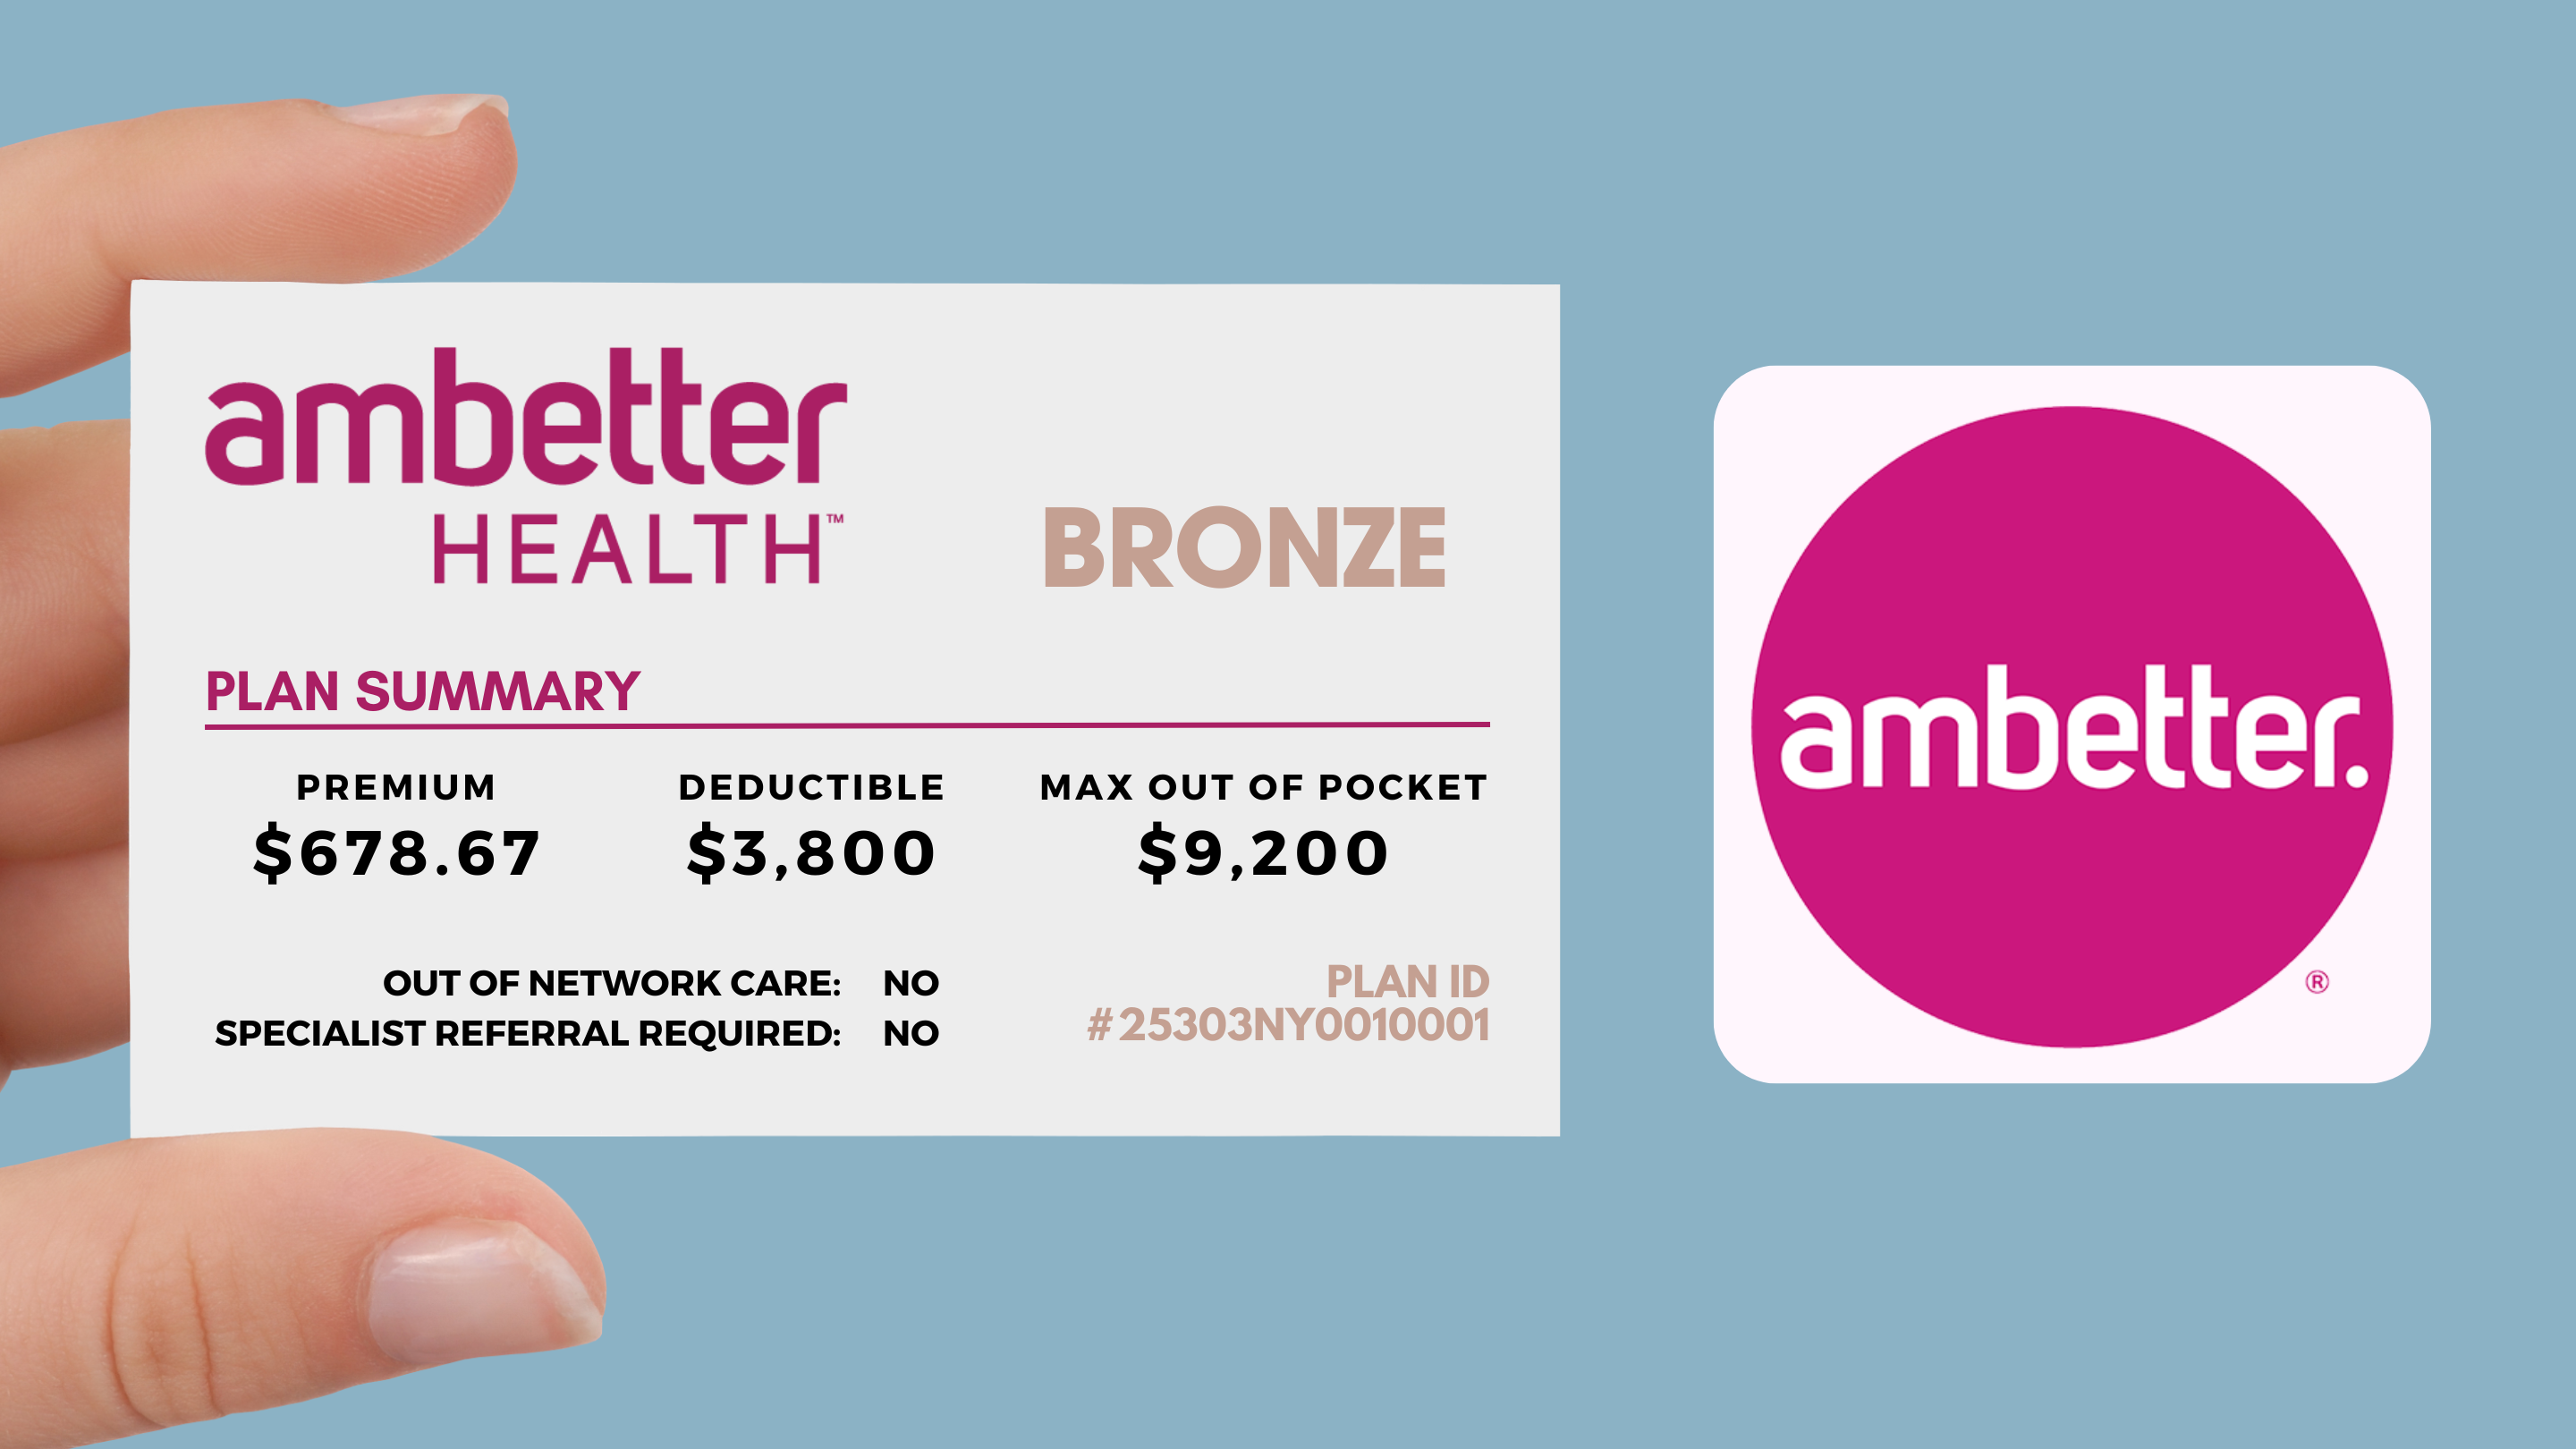 ambetter
HEALTH™
BRONZE
PLAN SUMMARY
PREMIUM DEDUCTIBLE MAX OUT OF POCKET
$678.67 $3,800 $9,200
OUT OF NETWORK CARE: NO
SPECIALIST REFERRAL REQUIRED: NO
PLAN ID
#25303NY0010001
ambetter.
®